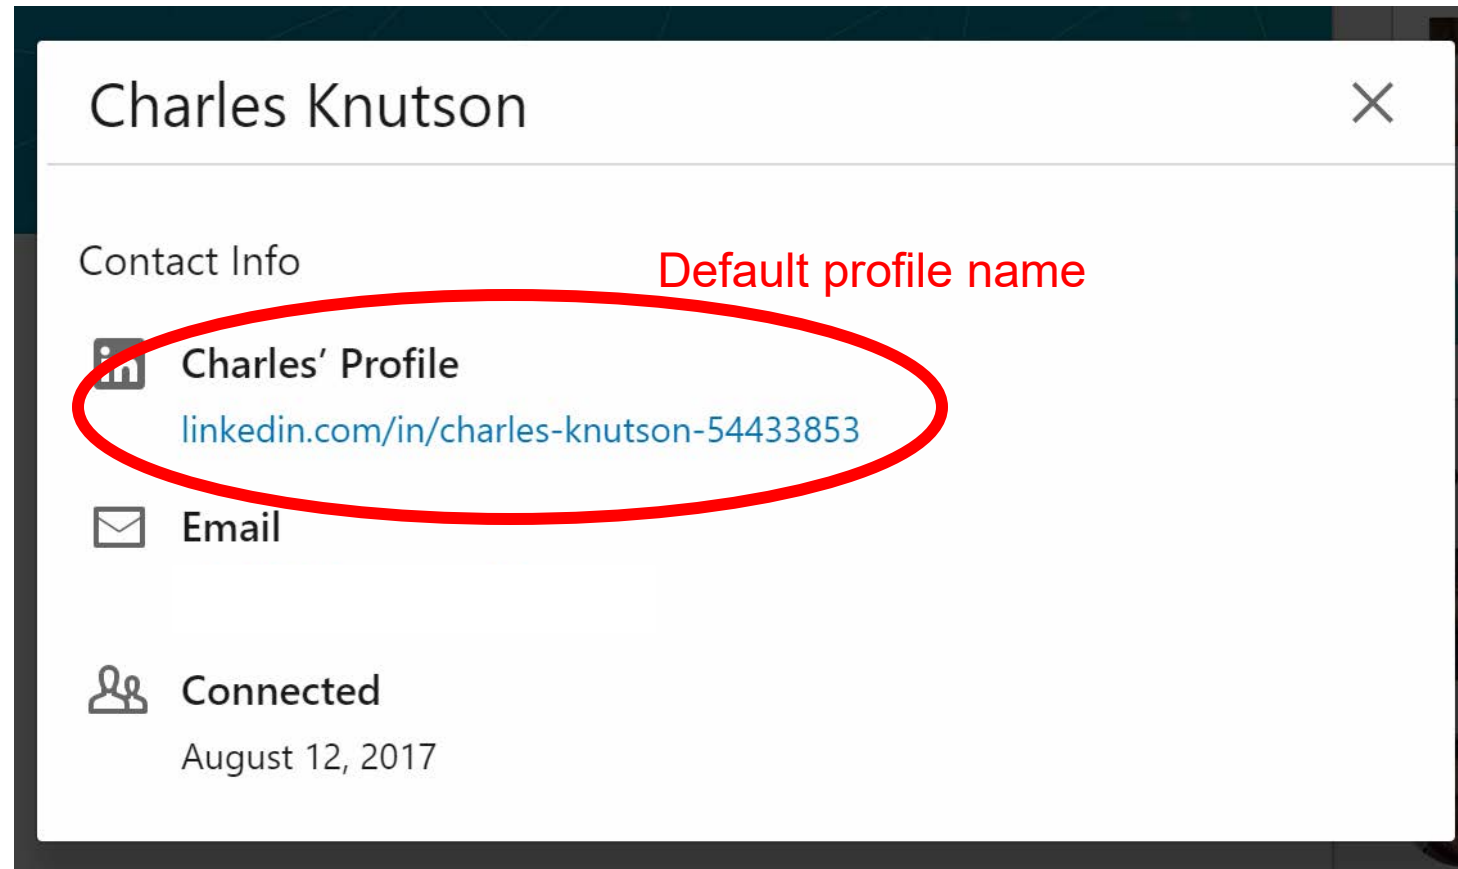 Charles Knutson
Contact Info
Default profile name
in
Charles’ Profile
linkedin.com/in/charles-knutson-54433853
Email
Connected
August 12, 2017